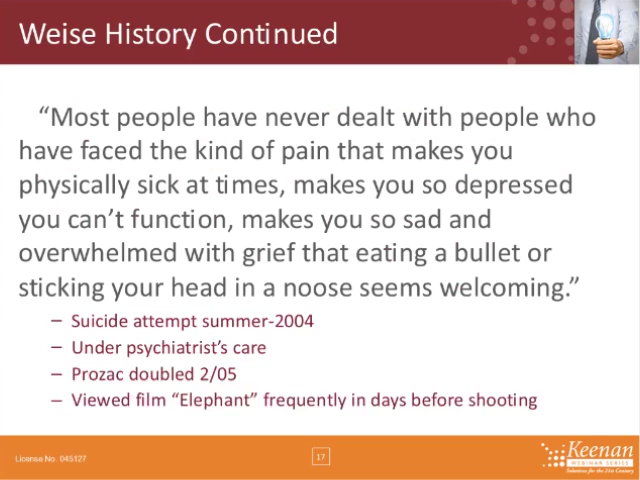 Weise History Continued
“Most people have never dealt with people who
have faced the kind of pain that makes you
physically sick at times, makes you so depressed
you can’t function, makes you so sad and
overwhelmed with grief that eating a bullet or
sticking your head in a noose seems welcoming.”
– Suicide attempt summer-2004
– Under psychiatrist’s care
– Prozac doubled 2/05
– Viewed film “Elephant” frequently in days before shooting
License No. 045127
17
Keenan
WEBINAR SERIES
Solutions for the 21st Century